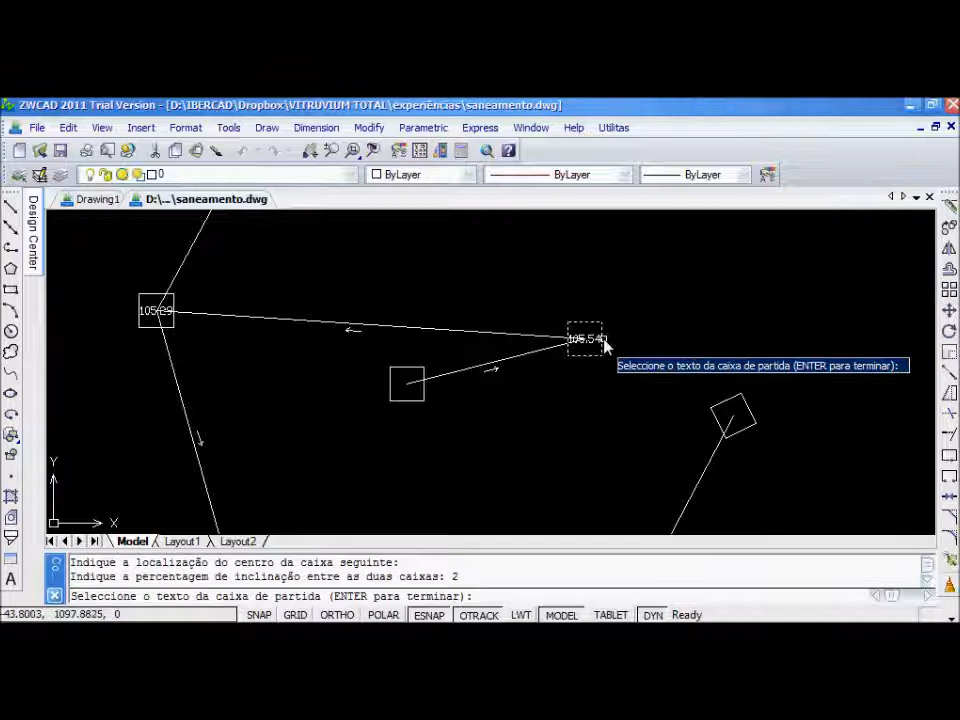 ZWCAD 2011 Trial Version - [D:\IBERCAD\Dropbox\VITRUVIUM TOTAL\experiências\saneamento.dwg]
File Edit View Insert Format Tools Draw Dimension Modify Parametric Express Window Help Utilitas
0 ByLayer ByLayer ByLayer
Drawing1 D:\...\saneamento.dwg
Design Center
Seleccione o texto da caixa de partida (ENTER para terminar):
Y
X
Model Layout1 Layout2
Indique a localização do centro da caixa seguinte:
Indique a percentagem de inclinação entre as duas caixas: 2
Seleccione o texto da caixa de partida (ENTER para terminar):
-43.8003, 1097.8825, 0 SNAP GRID ORTHO POLAR ESNAP OTRACK LWT MODEL TABLET DYN Ready